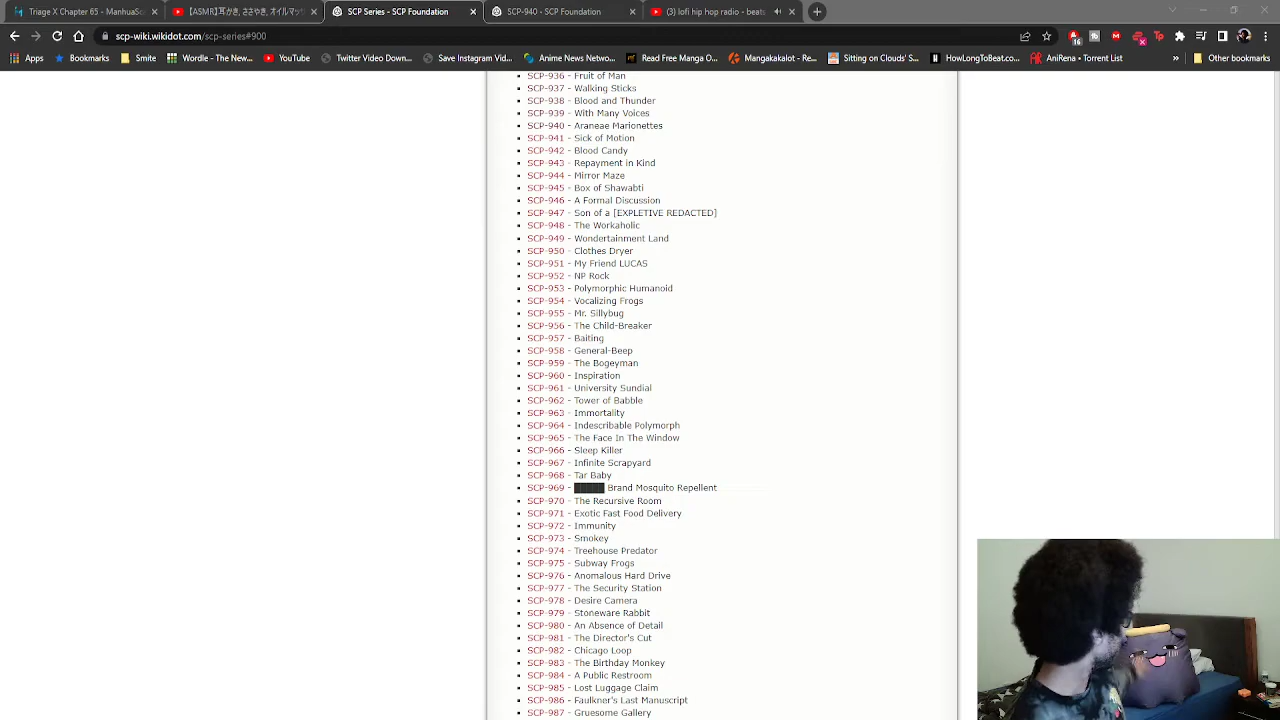 Triage X Chapter 65 - ManhuaSc
【ASMR】耳かき、ささやき、オイルマッサ
SCP Series - SCP Foundation
SCP-940 - SCP Foundation
(3) lofi hip hop radio - beats
scp-wiki.wikidot.com/scp-series#900
16
Apps
Bookmarks
Smite
Wordle - The New...
YouTube
Twitter Video Down...
Save Instagram Vid...
Anime News Netwo...
Read Free Manga O...
Mangakakalot - Re...
Sitting on Clouds' S...
HowLongToBeat.co...
AniRena | Torrent List
»
Other bookmarks
SCP-936 - Fruit of Man
SCP-937 - Walking Sticks
SCP-938 - Blood and Thunder
SCP-939 - With Many Voices
SCP-940 - Araneae Marionettes
SCP-941 - Sick of Motion
SCP-942 - Blood Candy
SCP-943 - Repayment in Kind
SCP-944 - Mirror Maze
SCP-945 - Box of Shawabti
SCP-946 - A Formal Discussion
SCP-947 - Son of a [EXPLETIVE REDACTED]
SCP-948 - The Workaholic
SCP-949 - Wondertainment Land
SCP-950 - Clothes Dryer
SCP-951 - My Friend LUCAS
SCP-952 - NP Rock
SCP-953 - Polymorphic Humanoid
SCP-954 - Vocalizing Frogs
SCP-955 - Mr. Sillybug
SCP-956 - The Child-Breaker
SCP-957 - Baiting
SCP-958 - General-Beep
SCP-959 - The Bogeyman
SCP-960 - Inspiration
SCP-961 - University Sundial
SCP-962 - Tower of Babble
SCP-963 - Immortality
SCP-964 - Indescribable Polymorph
SCP-965 - The Face In The Window
SCP-966 - Sleep Killer
SCP-967 - Infinite Scrapyard
SCP-968 - Tar Baby
SCP-969 - █████ Brand Mosquito Repellent
SCP-970 - The Recursive Room
SCP-971 - Exotic Fast Food Delivery
SCP-972 - Immunity
SCP-973 - Smokey
SCP-974 - Treehouse Predator
SCP-975 - Subway Frogs
SCP-976 - Anomalous Hard Drive
SCP-977 - The Security Station
SCP-978 - Desire Camera
SCP-979 - Stoneware Rabbit
SCP-980 - An Absence of Detail
SCP-981 - The Director's Cut
SCP-982 - Chicago Loop
SCP-983 - The Birthday Monkey
SCP-984 - A Public Restroom
SCP-985 - Lost Luggage Claim
SCP-986 - Faulkner's Last Manuscript
SCP-987 - Gruesome Gallery